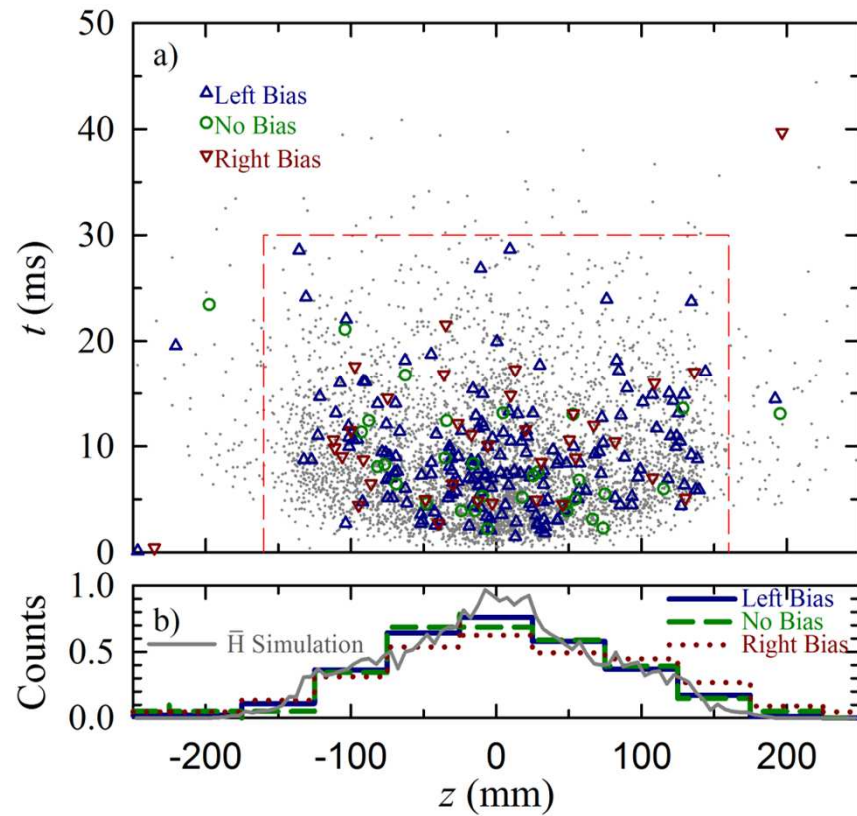 50
a)
Left Bias
40
No Bias
Right Bias
30
t (ms)
20
10
0
1.0
b)
Left Bias
No Bias
H̄ Simulation
Right Bias
0.5
Counts
0.0
-200 -100 0 100 200
z (mm)